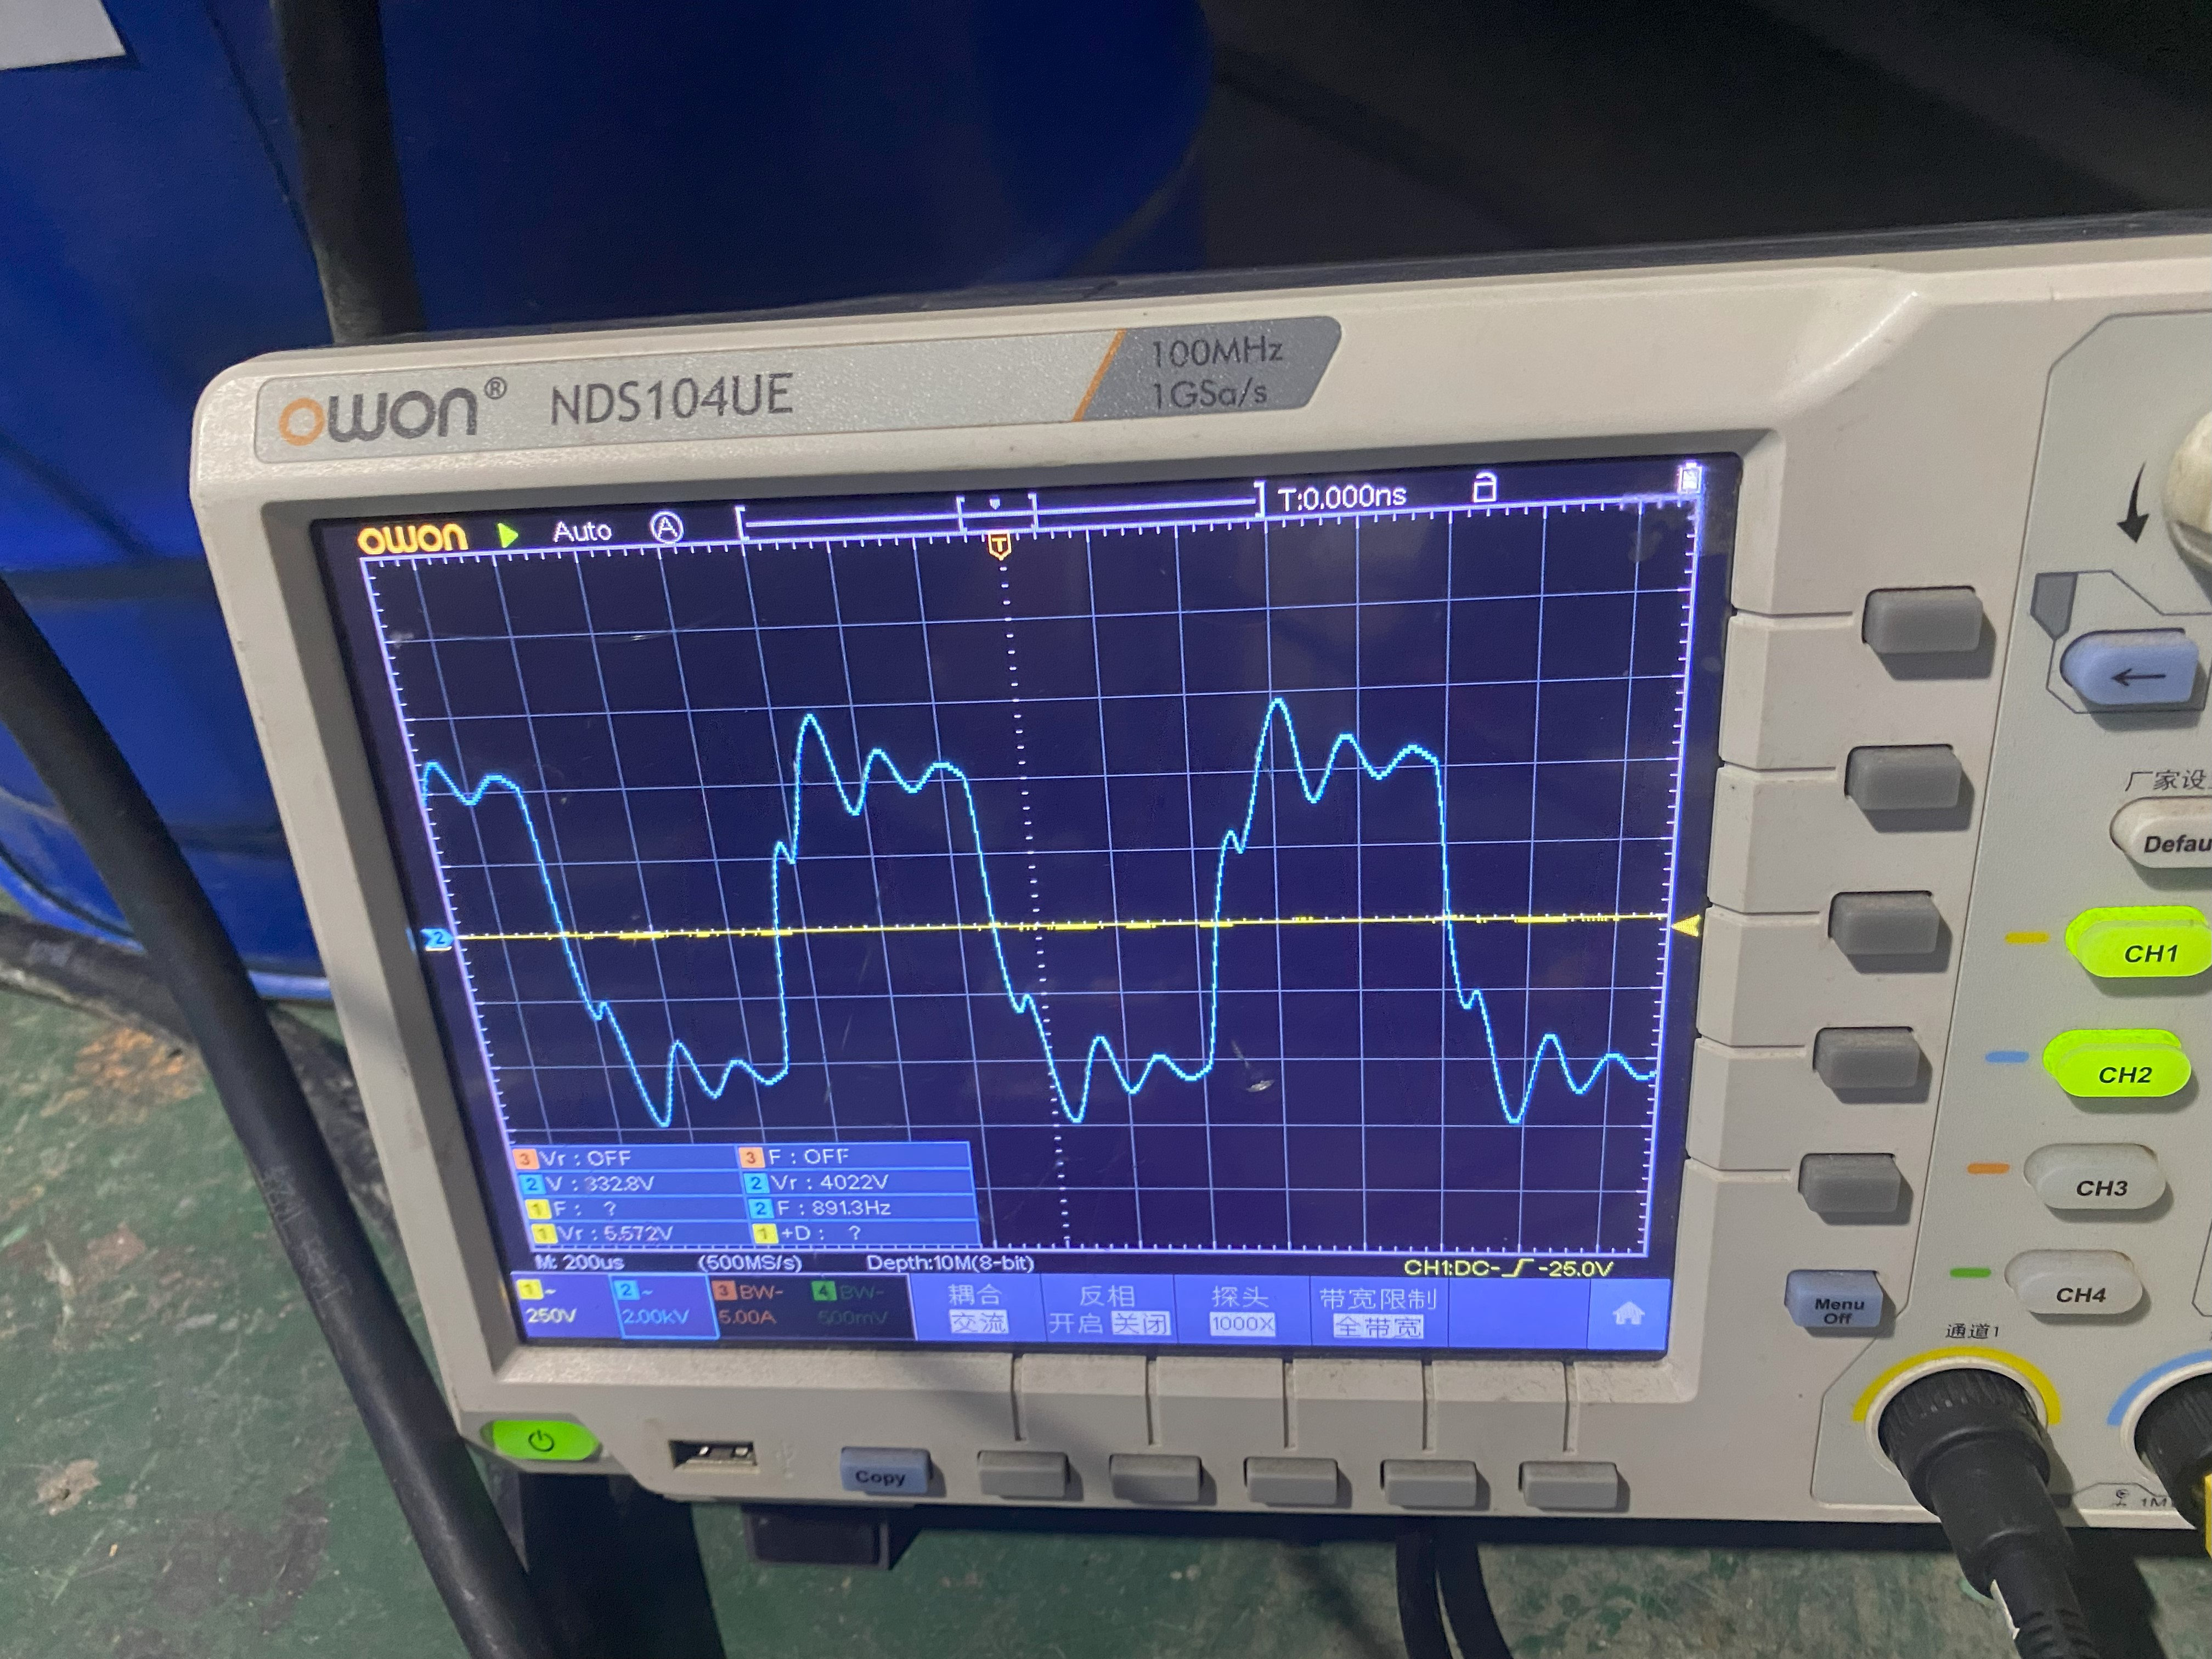 owon® NDS104UE
100MHz
1GSa/s
owon Auto A T:0.000ns
T
2
3 Vr : OFF 3 F : OFF
2 V : 332.8V 2 Vr : 4022V
1 F : ? 2 F : 891.3Hz
1 Vr : 5.572V 1 +D : ?
M: 200us (500MS/s) Depth:10M(8-bit) CH1:DC- -25.0V
1~ 2~ 3 BW- 4 BW-
250V 2.00kV 5.00A 500mV
耦合 反相 探头 带宽限制
交流 开启 关闭 1000X 全带宽
厂家设
Defau
CH1
CH2
CH3
CH4
Menu
Off
通道1
Copy
1M